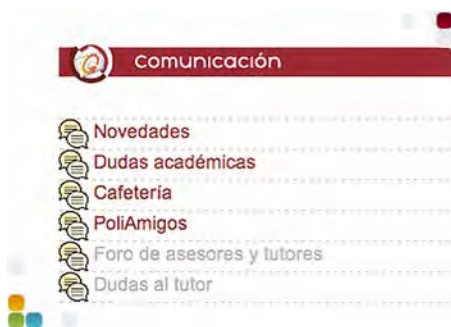 Comunicación
Novedades
Dudas académicas
Cafetería
PoliAmigos
Foro de asesores y tutores
Dudas al tutor